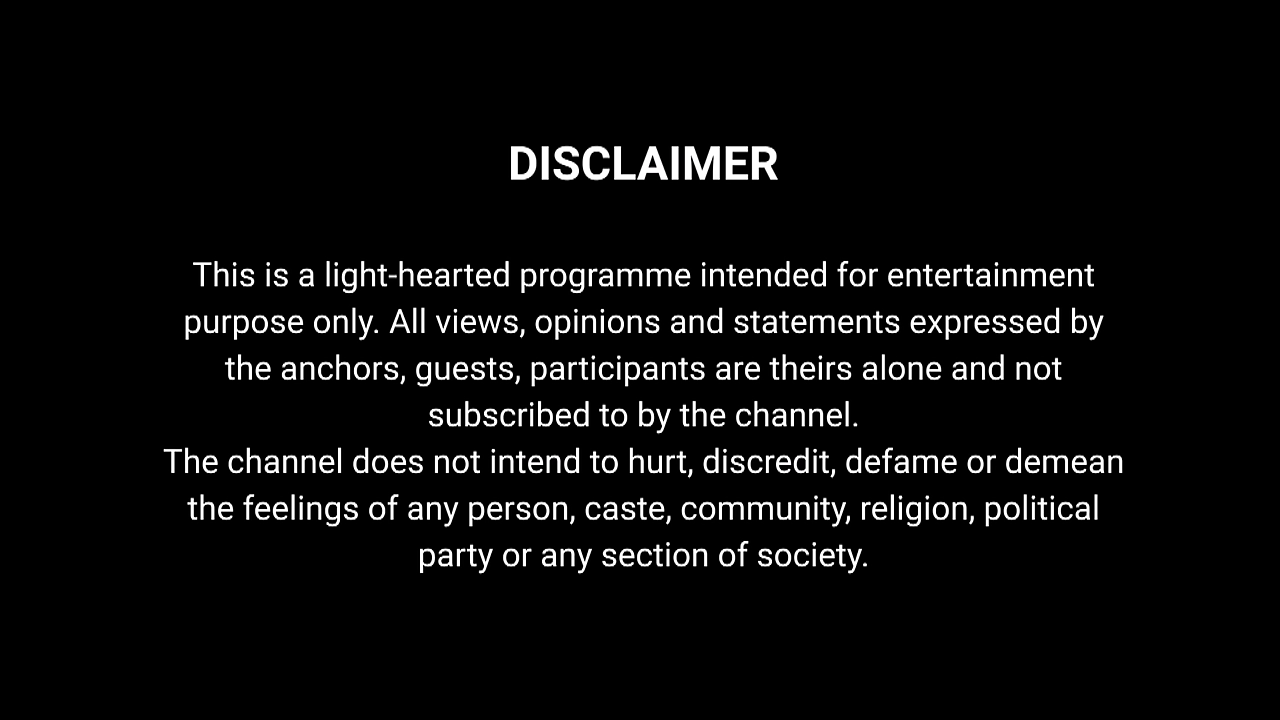 DISCLAIMER
This is a light-hearted programme intended for entertainment
purpose only. All views, opinions and statements expressed by
the anchors, guests, participants are theirs alone and not
subscribed to by the channel.
The channel does not intend to hurt, discredit, defame or demean
the feelings of any person, caste, community, religion, political
party or any section of society.